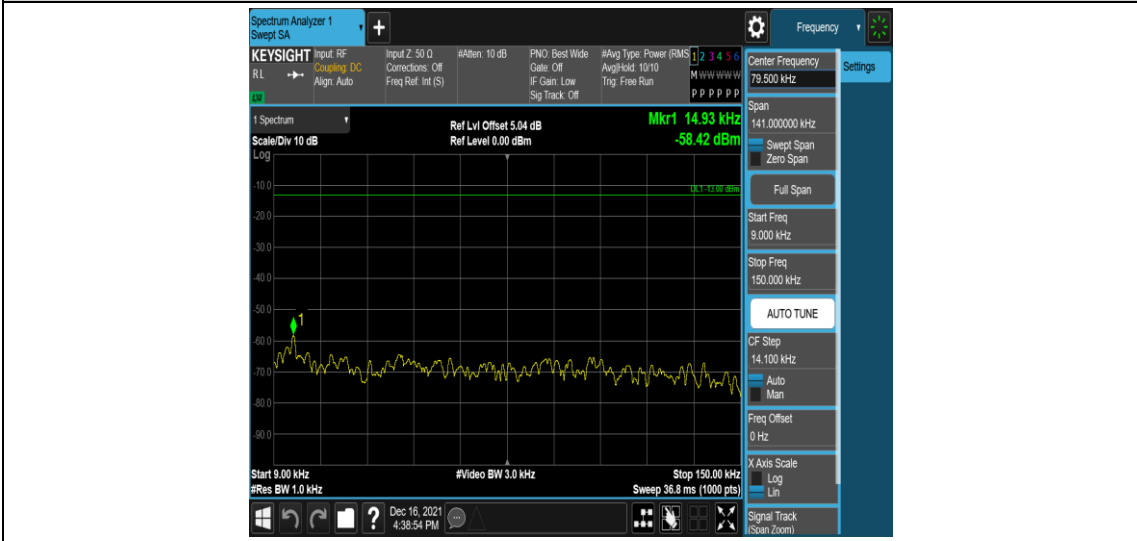 Spectrum Analyzer 1
Swept SA
+
Frequency
KEYSIGHT
RL
Input: RF
Coupling: DC
Align: Auto
Input Z: 50 Ω
Corrections: Off
Freq Ref: Int (S)
#Atten: 10 dB
PNO: Best Wide
Gate: Off
IF Gain: Low
Sig Track: Off
#Avg Type: Power (RMS
Avg|Hold: 10/10
Trig: Free Run
1 2 3 4 5 6
M W W W W W
P P P P P P
1 Spectrum
Scale/Div 10 dB
Log
Ref Lvl Offset 5.04 dB
Ref Level 0.00 dBm
Mkr1 14.93 kHz
-58.42 dBm
DL1 -13.00 dBm
-10.0
-20.0
-30.0
-40.0
-50.0
1
-60.0
-70.0
-80.0
-90.0
Start 9.00 kHz
#Res BW 1.0 kHz
#Video BW 3.0 kHz
Stop 150.00 kHz
Sweep 36.8 ms (1000 pts)
?
Dec 16, 2021
4:38:54 PM
Center Frequency
79.500 kHz
Settings
Span
141.000000 kHz
Swept Span
Zero Span
Full Span
Start Freq
9.000 kHz
Stop Freq
150.000 kHz
AUTO TUNE
CF Step
14.100 kHz
Auto
Man
Freq Offset
0 Hz
X Axis Scale
Log
Lin
Signal Track
(Span Zoom)